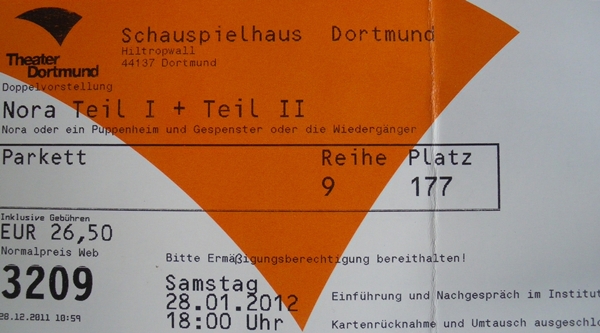 Theater
Dortmund
Schauspielhaus Dortmund
Hiltropwall
44137 Dortmund
Doppelvorstellung
Nora Teil I + Teil II
Nora oder ein Puppenheim und Gespenster oder die Wiedergänger
Parkett Reihe Platz
9 177
Inklusive Gebühren
EUR 26,50
Normalpreis Web
3209
28.12.2011 18:59
Bitte Ermäßigungsberechtigung bereithalten!
Samstag
28.01.2012
18:00 Uhr
Einführung und Nachgespräch im Institut
Kartenrücknahme und Umtausch ausgeschlo